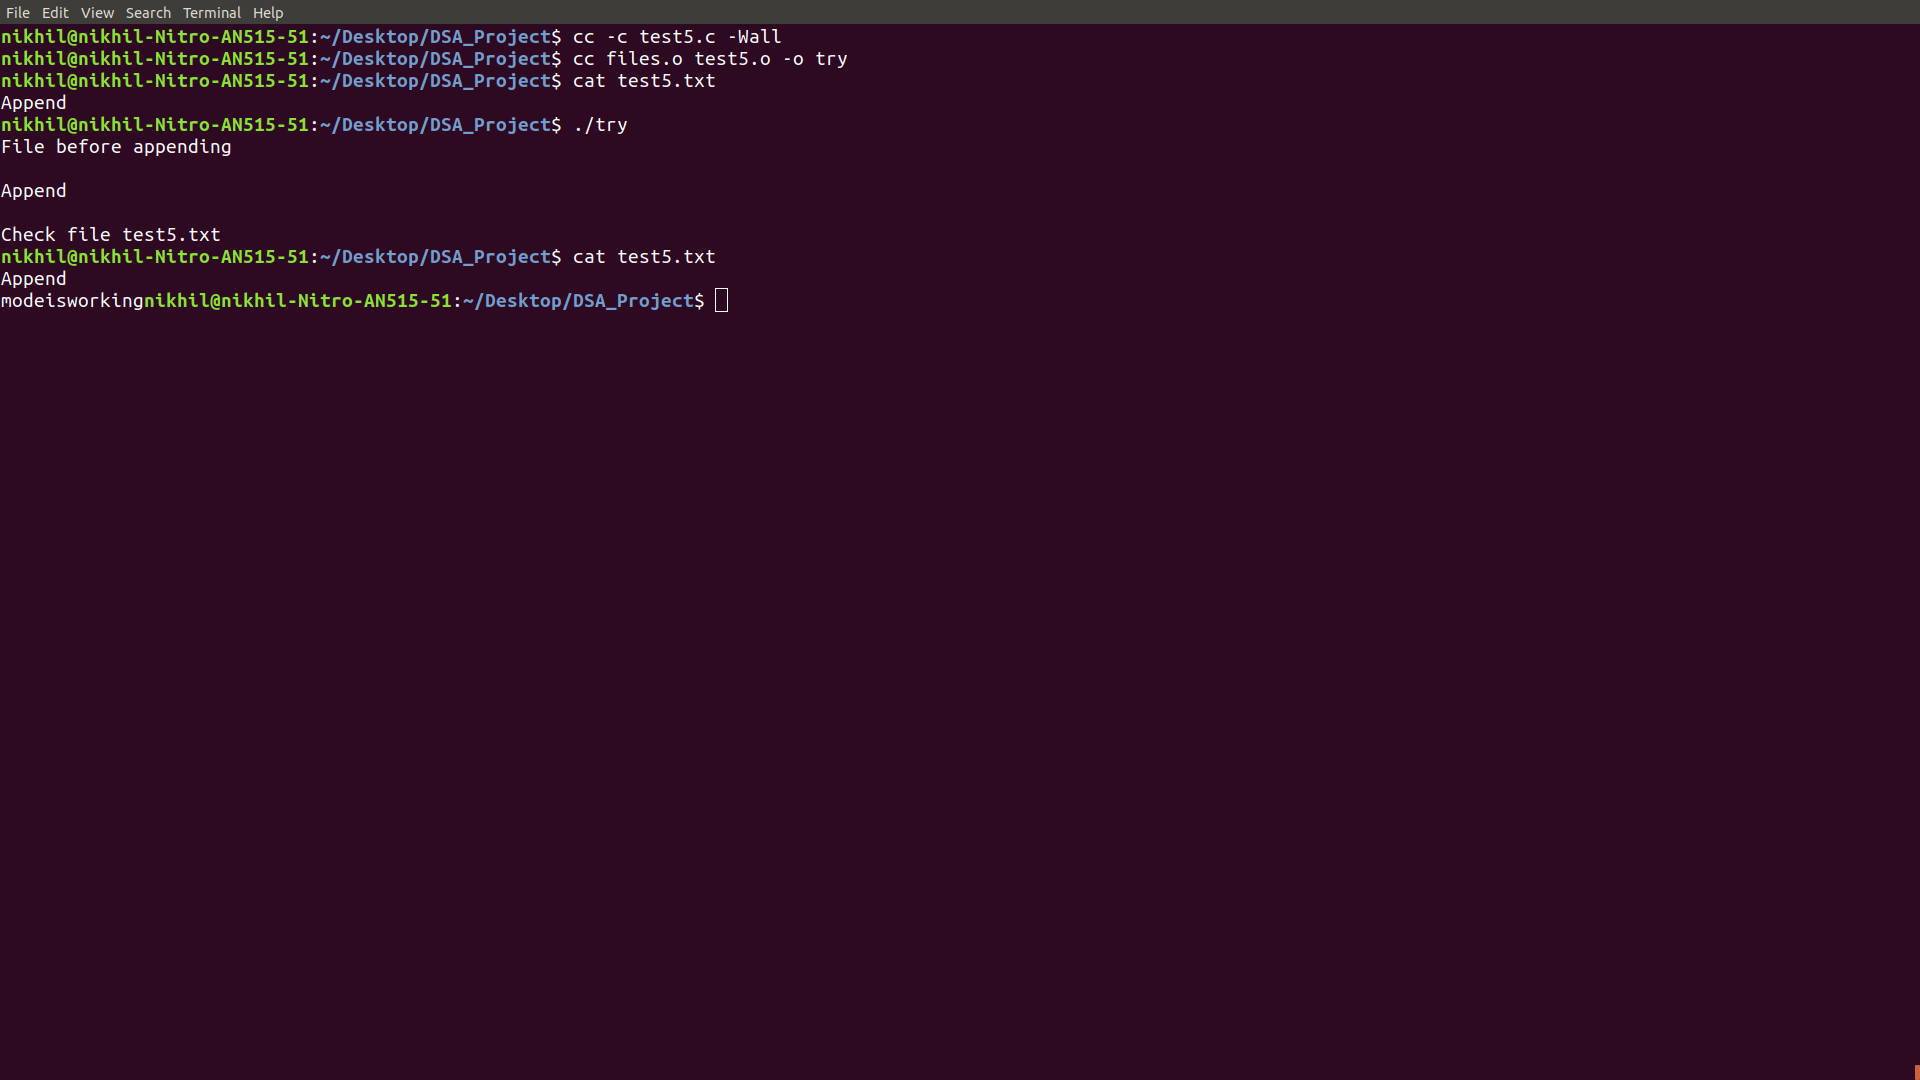 File Edit View Search Terminal Help
nikhil@nikhil-Nitro-AN515-51:~/Desktop/DSA_Project$ cc -c test5.c -Wall
nikhil@nikhil-Nitro-AN515-51:~/Desktop/DSA_Project$ cc files.o test5.o -o try
nikhil@nikhil-Nitro-AN515-51:~/Desktop/DSA_Project$ cat test5.txt
Append
nikhil@nikhil-Nitro-AN515-51:~/Desktop/DSA_Project$ ./try
File before appending
Append
Check file test5.txt
nikhil@nikhil-Nitro-AN515-51:~/Desktop/DSA_Project$ cat test5.txt
Append
modeisworkingnikhil@nikhil-Nitro-AN515-51:~/Desktop/DSA_Project$